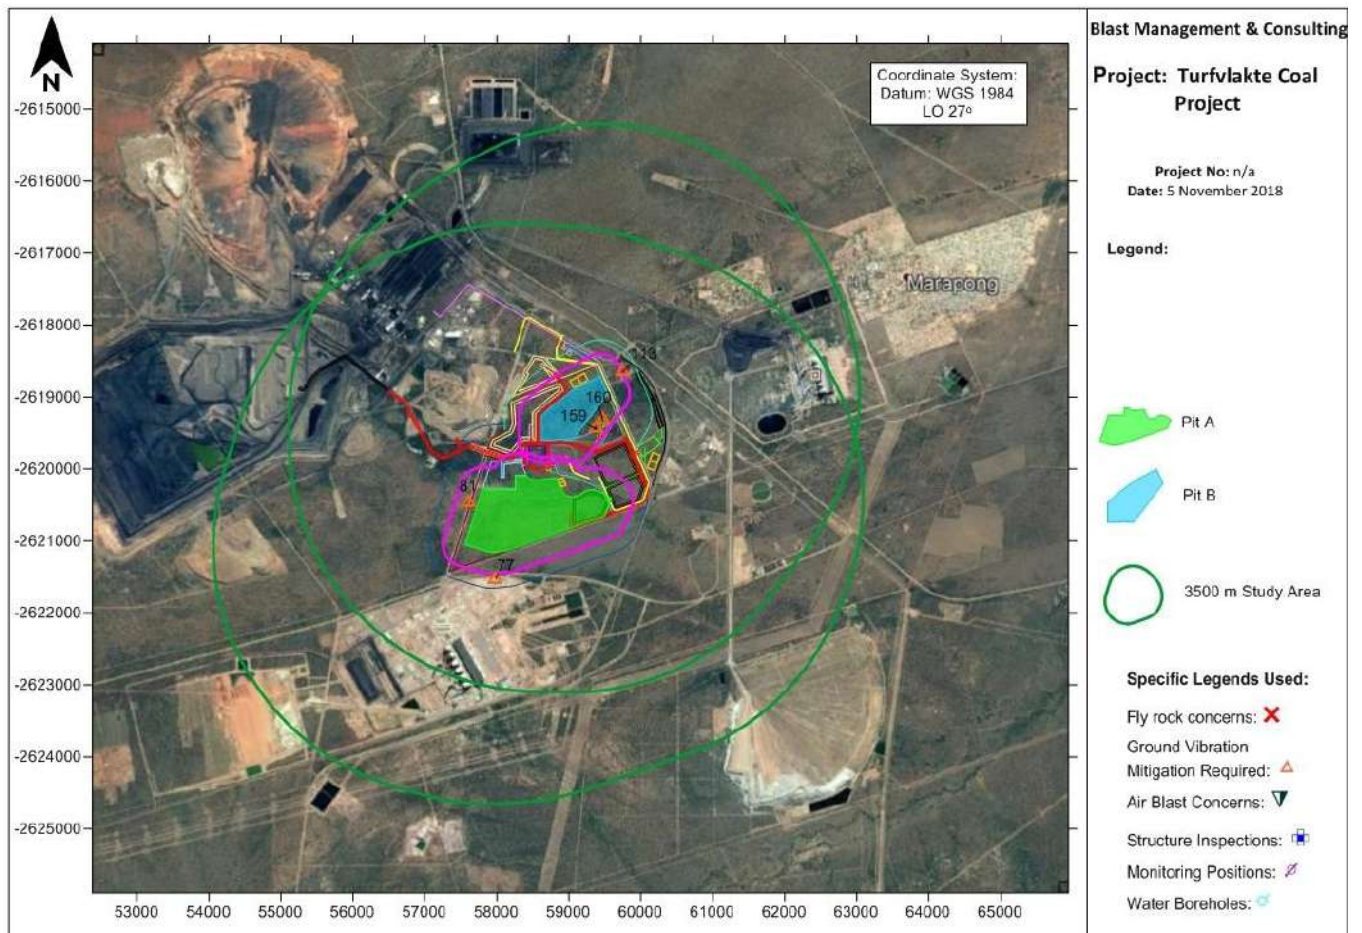 N
Coordinate System:
Datum: WGS 1984
LO 27°
-2615000
-2616000
-2617000
-2618000
-2619000
-2620000
-2621000
-2622000
-2623000
-2624000
-2625000
Marapong
113
160
159
81
77
53000 54000 55000 56000 57000 58000 59000 60000 61000 62000 63000 64000 65000
Blast Management & Consulting
Project: Turfvlakte Coal
Project
Project No: n/a
Date: 5 November 2018
Legend:
Pit A
Pit B
3500 m Study Area
Specific Legends Used:
Fly rock concerns:
Ground Vibration
Mitigation Required:
Air Blast Concerns:
Structure Inspections:
Monitoring Positions:
Water Boreholes: